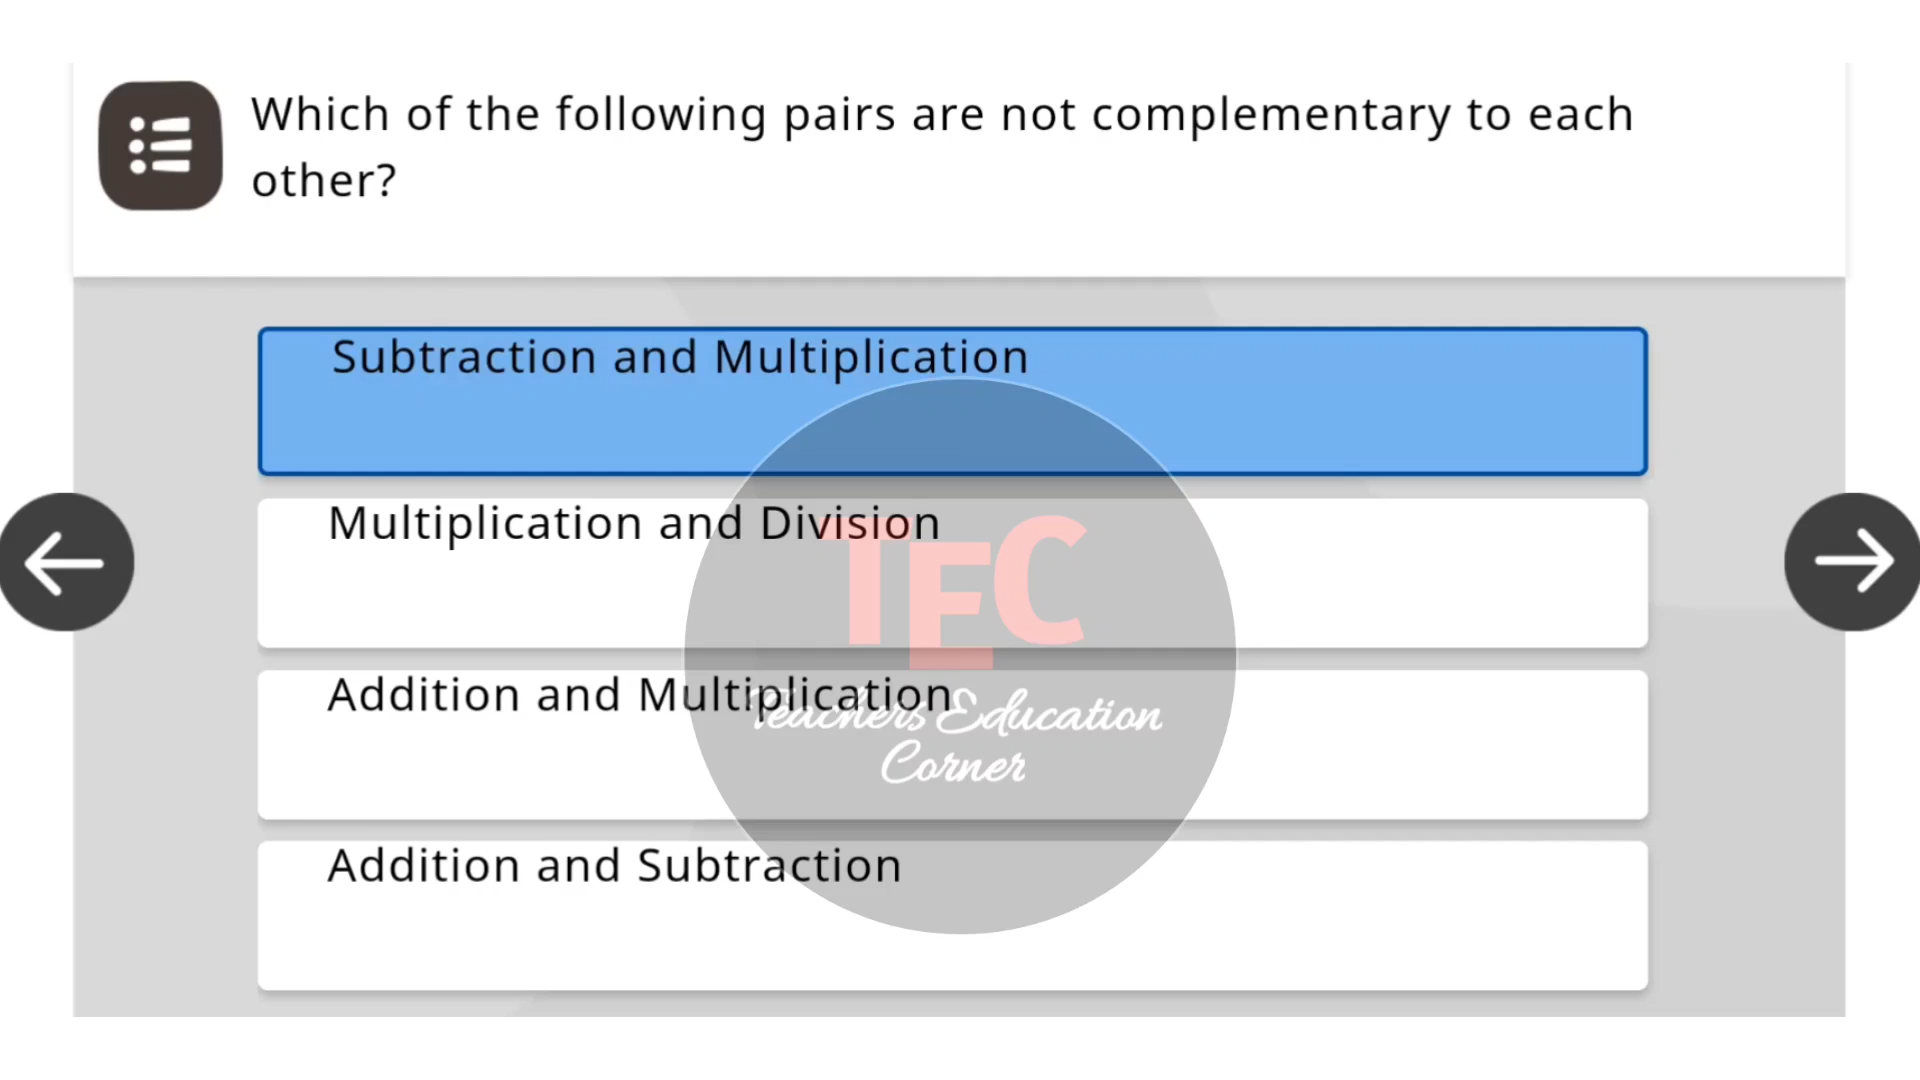 Which of the following pairs are not complementary to each
other?
Subtraction and Multiplication
Multiplication and Division
TEC
Addition and Multiplication
Teachers Education
Corner
Addition and Subtraction